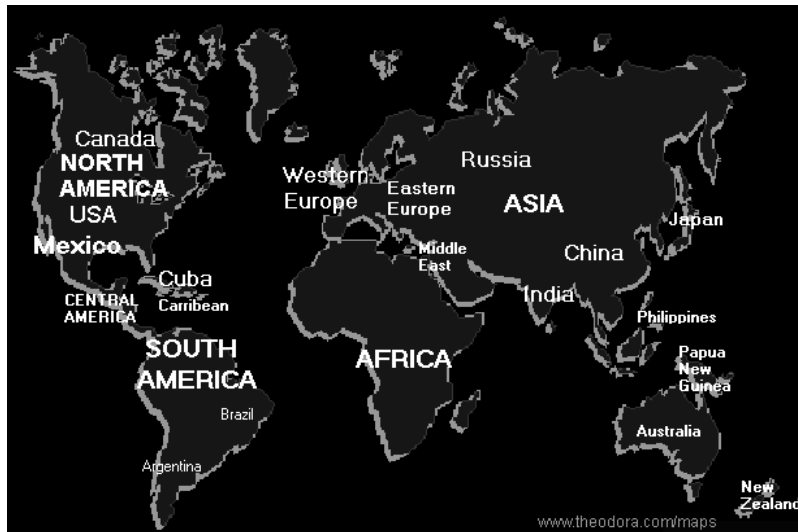 Canada
NORTH
AMERICA
USA
Mexico
Cuba
CENTRAL
AMERICA
Carribean
SOUTH
AMERICA
Brazil
Argentina
Western
Europe
Eastern
Europe
Russia
ASIA
Middle
East
China
Japan
India
Philippines
AFRICA
Papua
New
Guinea
Australia
New
Zealand
www.theodora.com/maps